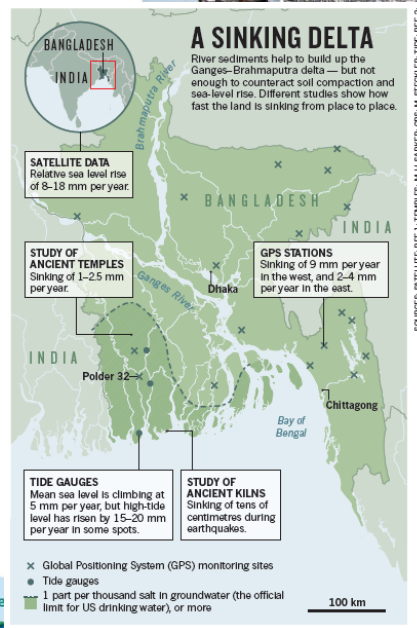 A SINKING DELTA
River sediments help to build up the
Ganges–Brahmaputra delta — but not
enough to counteract soil compaction and
sea-level rise. Different studies show how
fast the land is sinking from place to place.
BANGLADESH
INDIA
Brahmaputra River
SATELLITE DATA
Relative sea level rise
of 8–18 mm per year.
BANGLADESH
INDIA
STUDY OF
ANCIENT TEMPLES
Sinking of 1–2.5 mm
per year.
GPS STATIONS
Sinking of 9 mm per year
in the west, and 2–4 mm
per year in the east.
Ganges River
Dhaka
INDIA
Polder 32
Chittagong
Bay of
Bengal
TIDE GAUGES
Mean sea level is climbing at
5 mm per year, but high-tide
level has risen by 15–20 mm
per year in some spots.
STUDY OF
ANCIENT KILNS
Sinking of tens of
centimetres during
earthquakes.
Global Positioning System (GPS) monitoring sites
Tide gauges
1 part per thousand salt in groundwater (the official
limit for US drinking water), or more
100 km